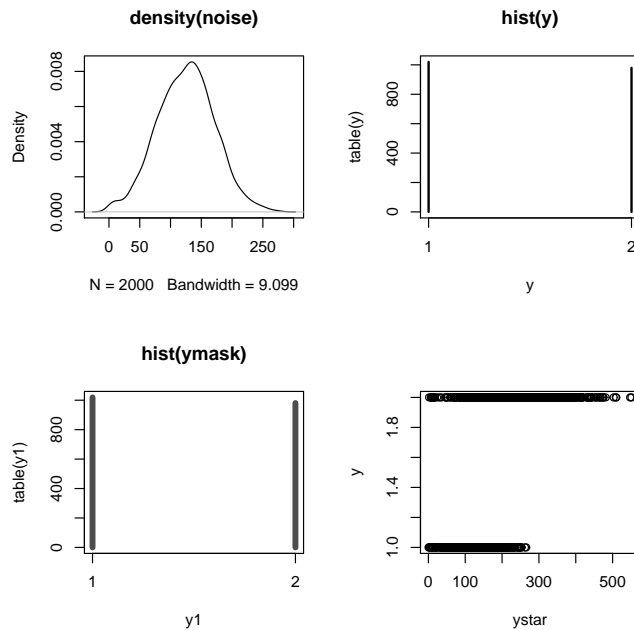 density(noise)
Density
0.000
0.004
0.008
0
50
150
250
N = 2000 Bandwidth = 9.099
hist(y)
table(y)
0
400
800
1
2
y
hist(ymask)
table(y1)
0
400
800
1
2
y1
y
1.0
1.4
1.8
0
100
300
500
ystar